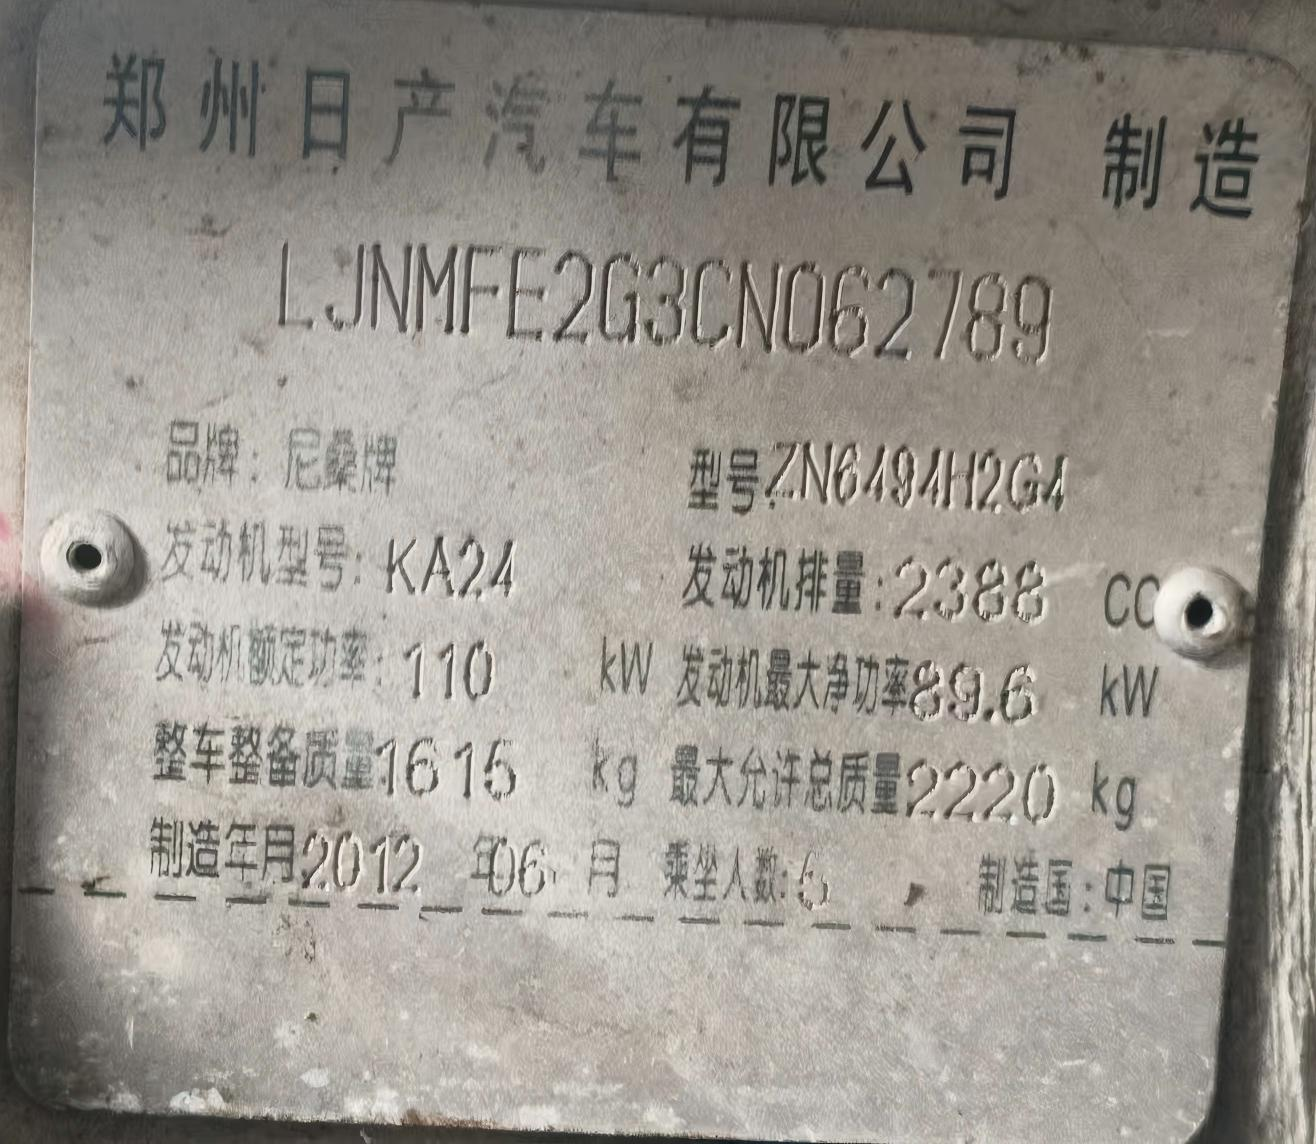 郑州日产汽车有限公司 制造
LJNMFE2G3CN062789
品牌: 尼桑牌 型号:ZN6494H2G4
发动机型号: KA24 发动机排量:2388 CC
发动机额定功率:110 kW 发动机最大净功率89.6 kW
整车整备质量1615 kg 最大允许总质量2220 kg
制造年月2012 年06 月 乘坐人数: 制造国:中国